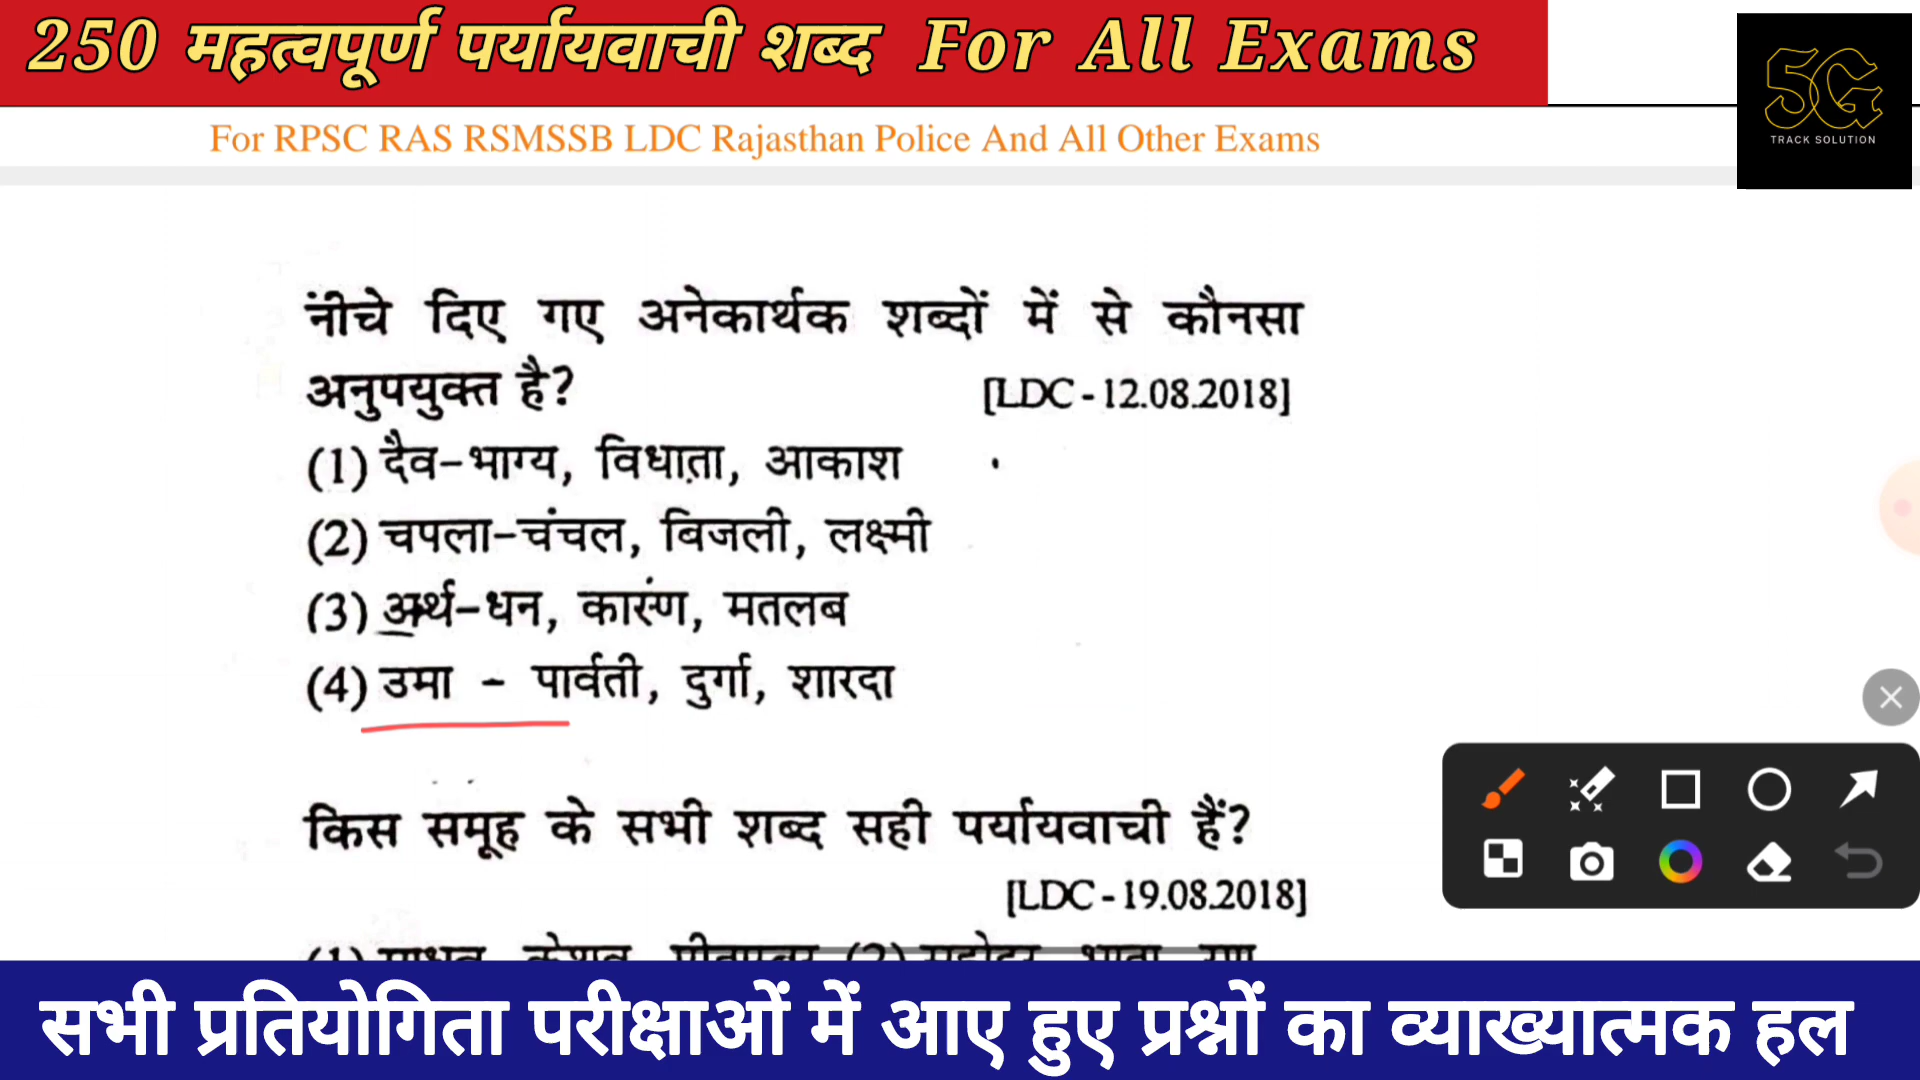 250 महत्वपूर्ण पर्यायवाची शब्द For All Exams
5G
TRACK SOLUTION
For RPSC RAS RSMSSB LDC Rajasthan Police And All Other Exams
नीचे दिए गए अनेकार्थक शब्दों में से कौनसा
अनुपयुक्त है? [LDC - 12.08.2018]
(1) दैव-भाग्य, विधाता, आकाश
(2) चपला-चंचल, बिजली, लक्ष्मी
(3) अर्थ-धन, कारण, मतलब
(4) उमा - पार्वती, दुर्गा, शारदा
किस समूह के सभी शब्द सही पर्यायवाची हैं?
[LDC - 19.08.2018]
सभी प्रतियोगिता परीक्षाओं में आए हुए प्रश्नों का व्याख्यात्मक हल